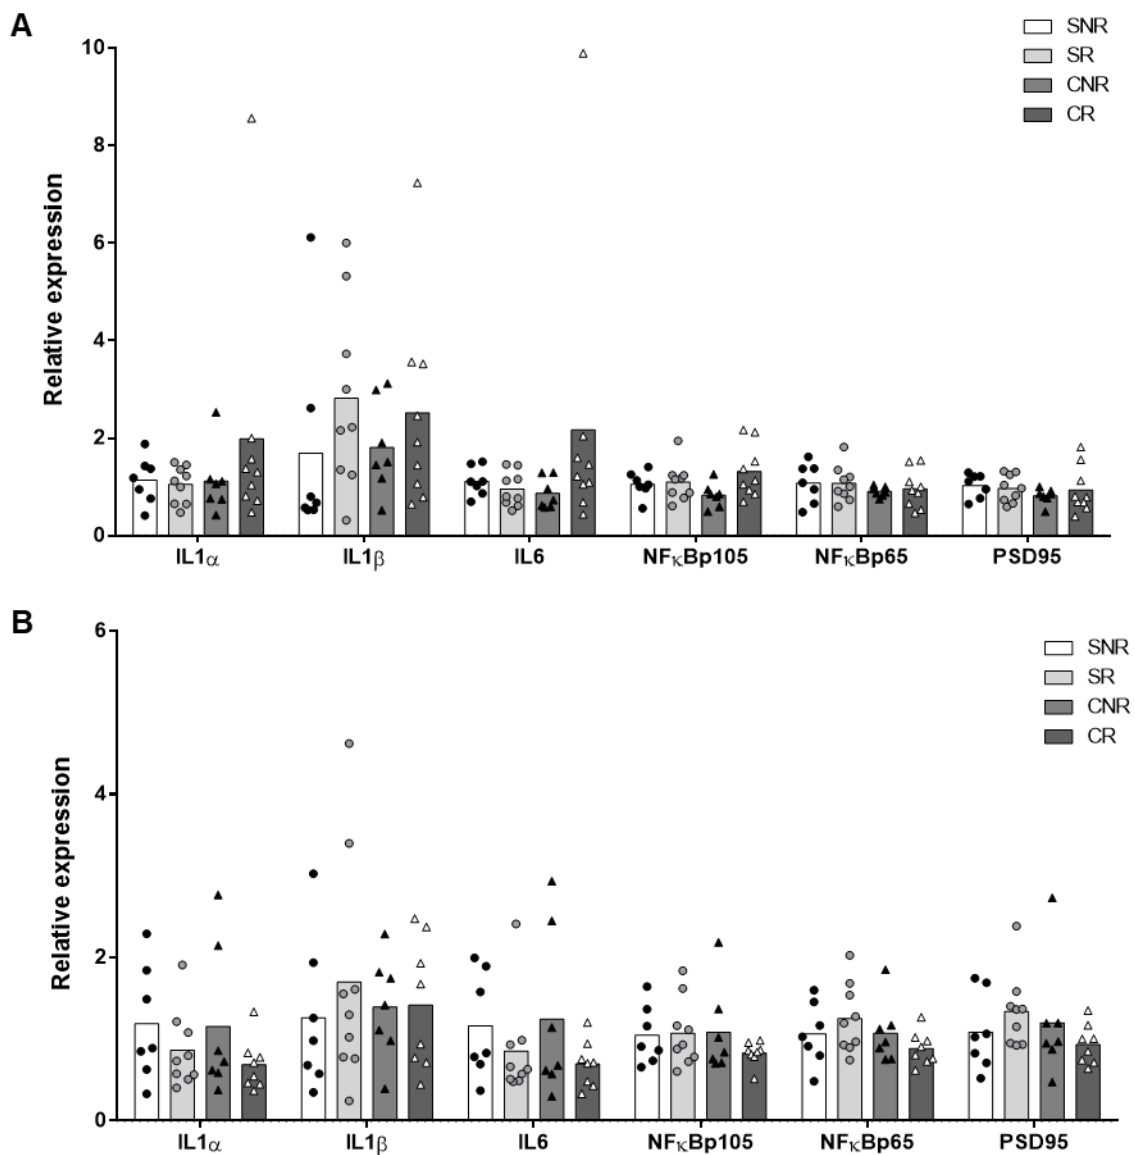 A
SNR
SR
CNR
CR
10
8
6
4
2
0
Relative expression
IL1α IL1β IL6 NFκBp105 NFκBp65 PSD95
B
SNR
SR
CNR
CR
6
4
2
0
Relative expression
IL1α IL1β IL6 NFκBp105 NFκBp65 PSD95